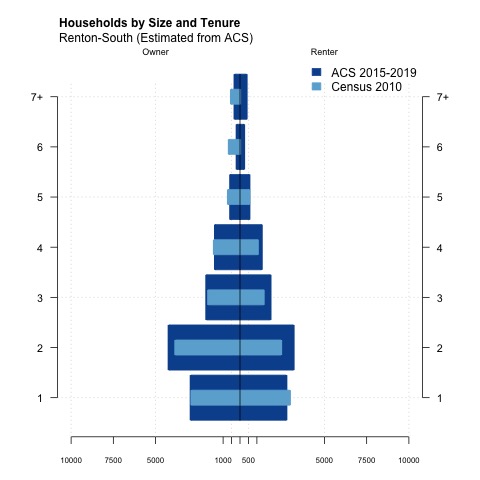 Households by Size and Tenure
Renton-South (Estimated from ACS)
Owner Renter
ACS 2015-2019
Census 2010
7+ 7+
6 6
5 5
4 4
3 3
2 2
1 1
10000 7500 5000 1000 500 5000 7500 10000